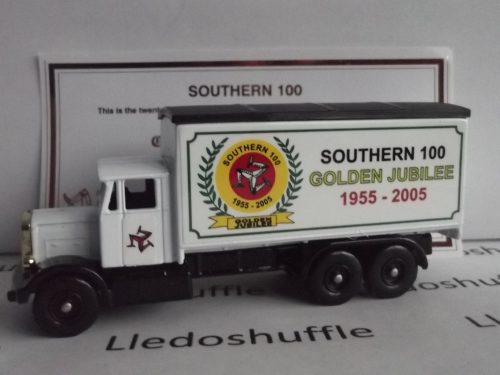 SOUTHERN 100
This is the twent
SOUTHERN 100
1955 - 2005
GOLDEN
JUBILEE
SOUTHERN 100
GOLDEN JUBILEE
1955 - 2005
Lledoshuffle
Lledoshuffle